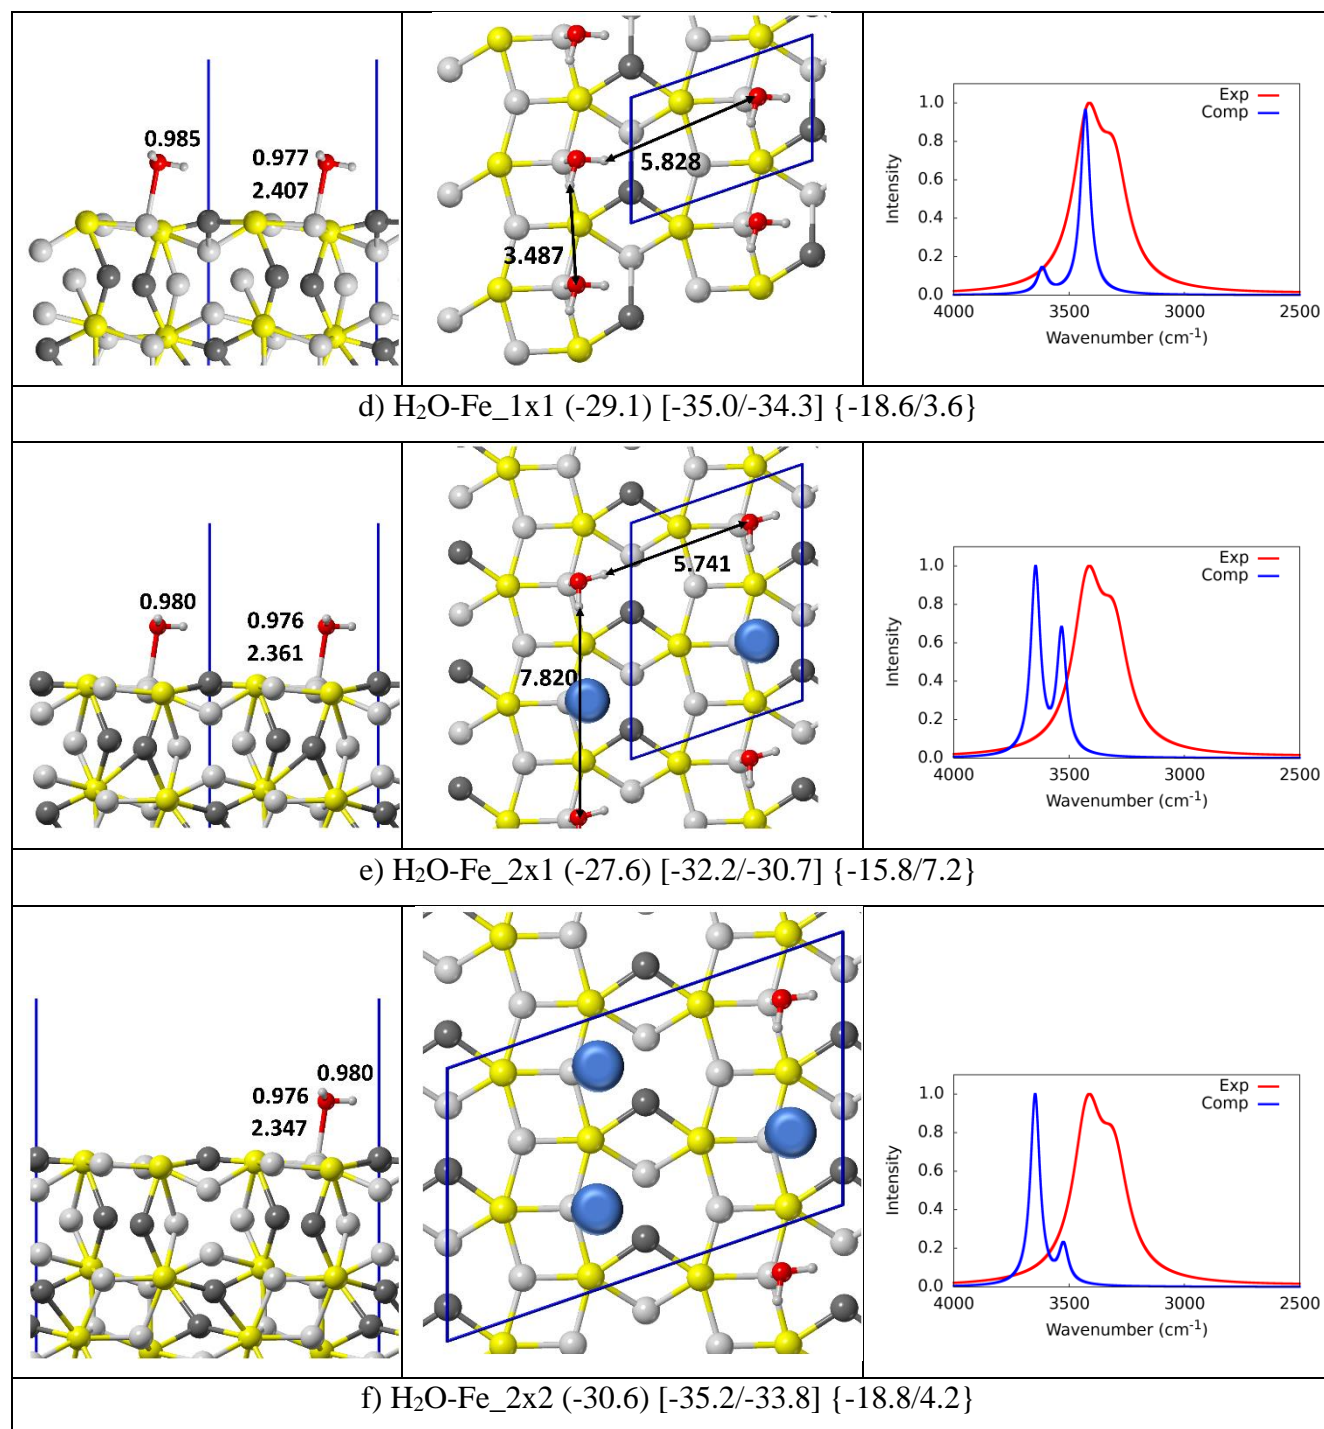 0.985
0.977
2.407
5.828
3.487
Exp
Comp
1.0
0.8
0.6
0.4
0.2
0.0
Intensity
4000 3500 3000 2500
Wavenumber (cm-1)
d) H2O-Fe_1x1 (-29.1) [-35.0/-34.3] {-18.6/3.6}
0.980
0.976
2.361
5.741
7.820
Exp
Comp
1.0
0.8
0.6
0.4
0.2
0.0
Intensity
4000 3500 3000 2500
Wavenumber (cm-1)
e) H2O-Fe_2x1 (-27.6) [-32.2/-30.7] {-15.8/7.2}
0.980
0.976
2.347
Exp
Comp
1.0
0.8
0.6
0.4
0.2
0.0
Intensity
4000 3500 3000 2500
Wavenumber (cm-1)
f) H2O-Fe_2x2 (-30.6) [-35.2/-33.8] {-18.8/4.2}